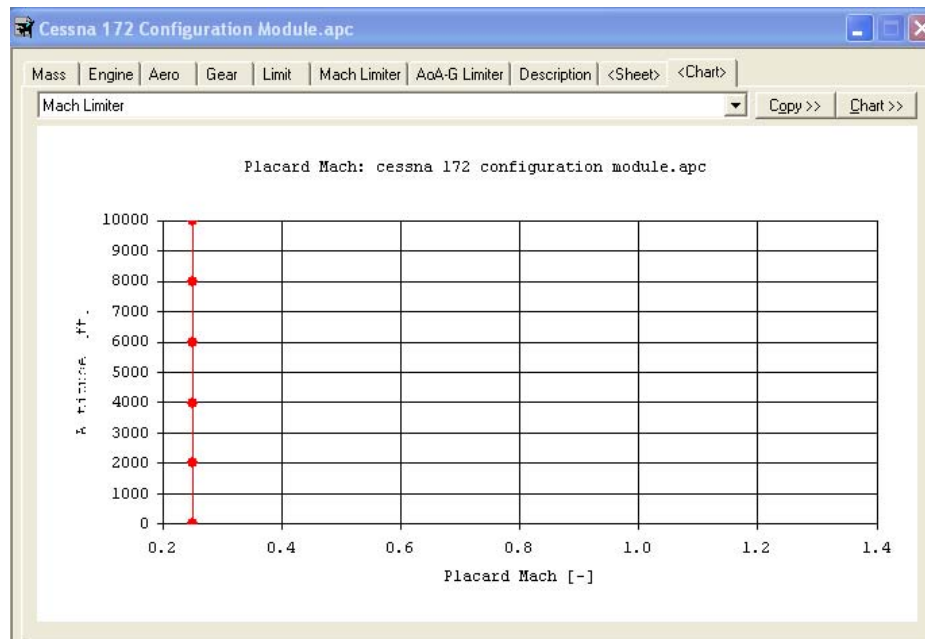 Cessna 172 Configuration Module.apc
Mass Engine Aero Gear Limit Mach Limiter AoA-G Limiter Description <Sheet> <Chart>
Mach Limiter Copy >> Chart >>
Placard Mach: cessna 172 configuration module.apc
10000
9000
8000
7000
6000
5000
4000
3000
2000
1000
0
0.2 0.4 0.6 0.8 1.0 1.2 1.4
Placard Mach [-]